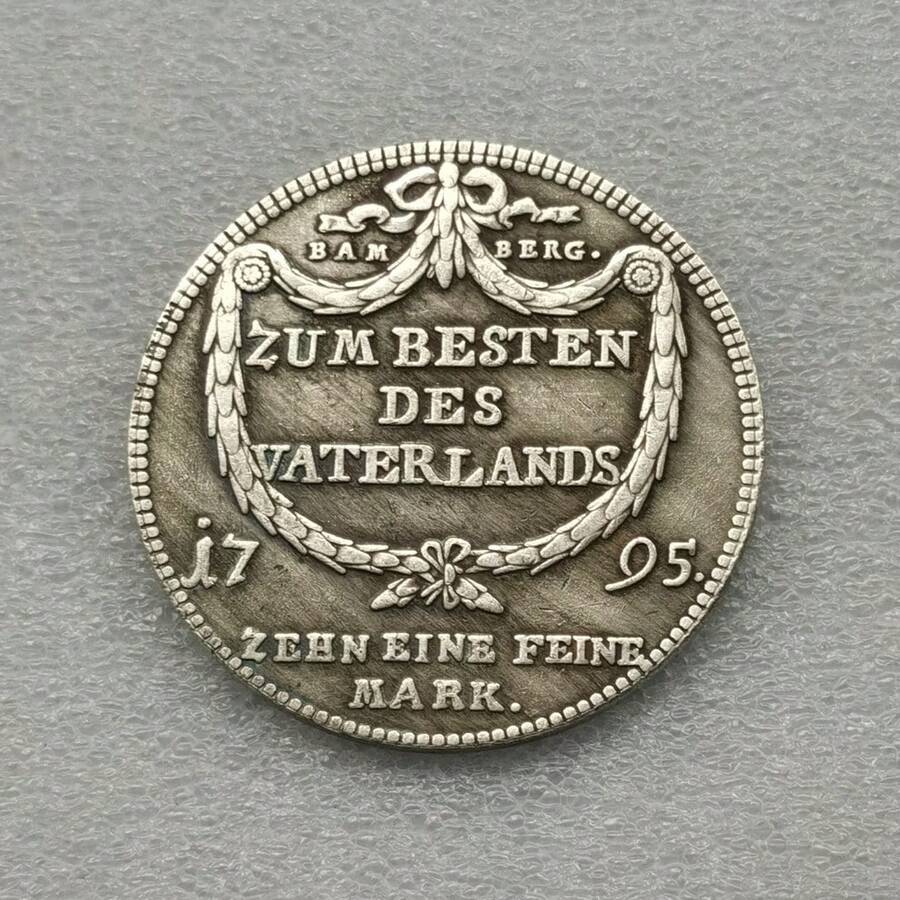 BAM BERG.
ZUM BESTEN
DES
VATERLANDS
17 95.
ZEHN EINE FEINE
MARK.